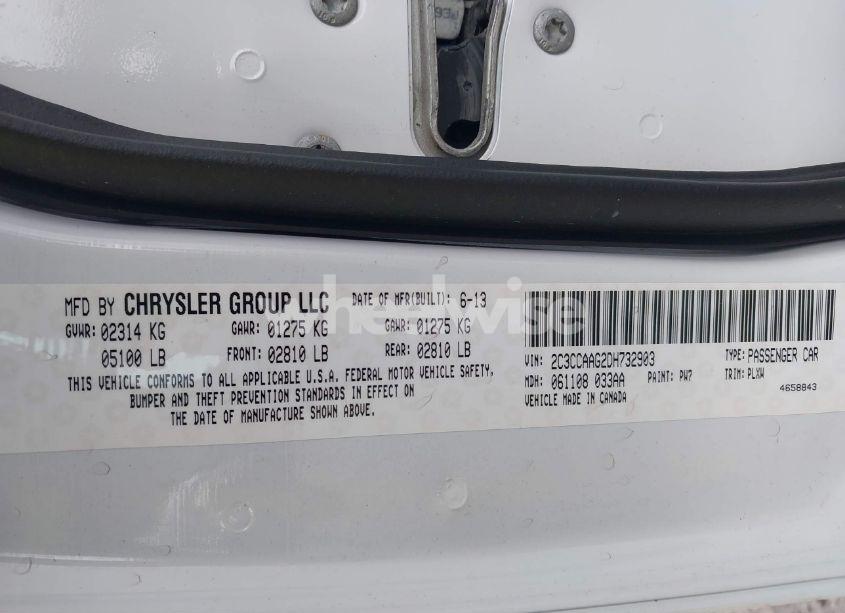 MFD BY CHRYSLER GROUP LLC DATE OF MFR(BUILT): 6-13
GVWR: 02314 KG GAWR: 01275 KG GAWR: 01275 KG
05100 LB FRONT: 02810 LB REAR: 02810 LB
THIS VEHICLE CONFORMS TO ALL APPLICABLE U.S.A. FEDERAL MOTOR VEHICLE SAFETY,
BUMPER AND THEFT PREVENTION STANDARDS IN EFFECT ON
THE DATE OF MANUFACTURE SHOWN ABOVE.
VIN: 2C3CCAAG2DH732903 TYPE: PASSENGER CAR
MDH: 061108 033AA PAINT: PW7 TRIM: PLXW
VEHICLE MADE IN CANADA 4658843
wheelwise